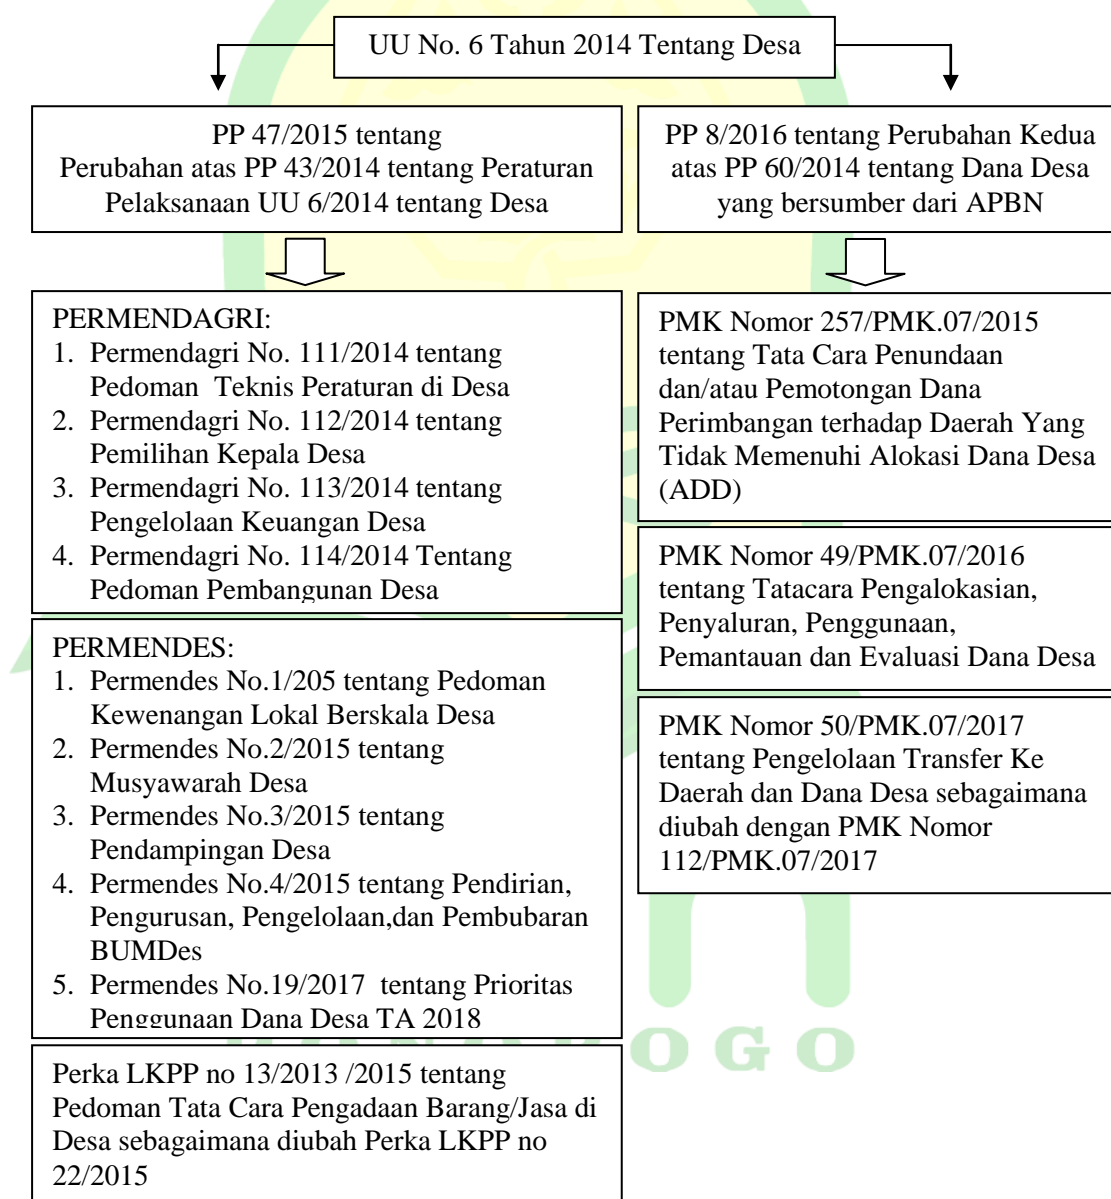 UU No. 6 Tahun 2014 Tentang Desa
PP 47/2015 tentang
Perubahan atas PP 43/2014 tentang Peraturan
Pelaksanaan UU 6/2014 tentang Desa
PP 8/2016 tentang Perubahan Kedua
atas PP 60/2014 tentang Dana Desa
yang bersumber dari APBN
PERMENDAGRI:
1. Permendagri No. 111/2014 tentang
Pedoman Teknis Peraturan di Desa
2. Permendagri No. 112/2014 tentang
Pemilihan Kepala Desa
3. Permendagri No. 113/2014 tentang
Pengelolaan Keuangan Desa
4. Permendagri No. 114/2014 Tentang
Pedoman Pembangunan Desa
PERMENDES:
1. Permendes No.1/205 tentang Pedoman
Kewenangan Lokal Berskala Desa
2. Permendes No.2/2015 tentang
Musyawarah Desa
3. Permendes No.3/2015 tentang
Pendampingan Desa
4. Permendes No.4/2015 tentang Pendirian,
Pengurusan, Pengelolaan,dan Pembubaran
BUMDes
5. Permendes No.19/2017 tentang Prioritas
Penggunaan Dana Desa TA 2018
Perka LKPP no 13/2013 /2015 tentang
Pedoman Tata Cara Pengadaan Barang/Jasa di
Desa sebagaimana diubah Perka LKPP no
22/2015
PMK Nomor 257/PMK.07/2015
tentang Tata Cara Penundaan
dan/atau Pemotongan Dana
Perimbangan terhadap Daerah Yang
Tidak Memenuhi Alokasi Dana Desa
(ADD)
PMK Nomor 49/PMK.07/2016
tentang Tatacara Pengalokasian,
Penyaluran, Penggunaan,
Pemantauan dan Evaluasi Dana Desa
PMK Nomor 50/PMK.07/2017
tentang Pengelolaan Transfer Ke
Daerah dan Dana Desa sebagaimana
diubah dengan PMK Nomor
112/PMK.07/2017